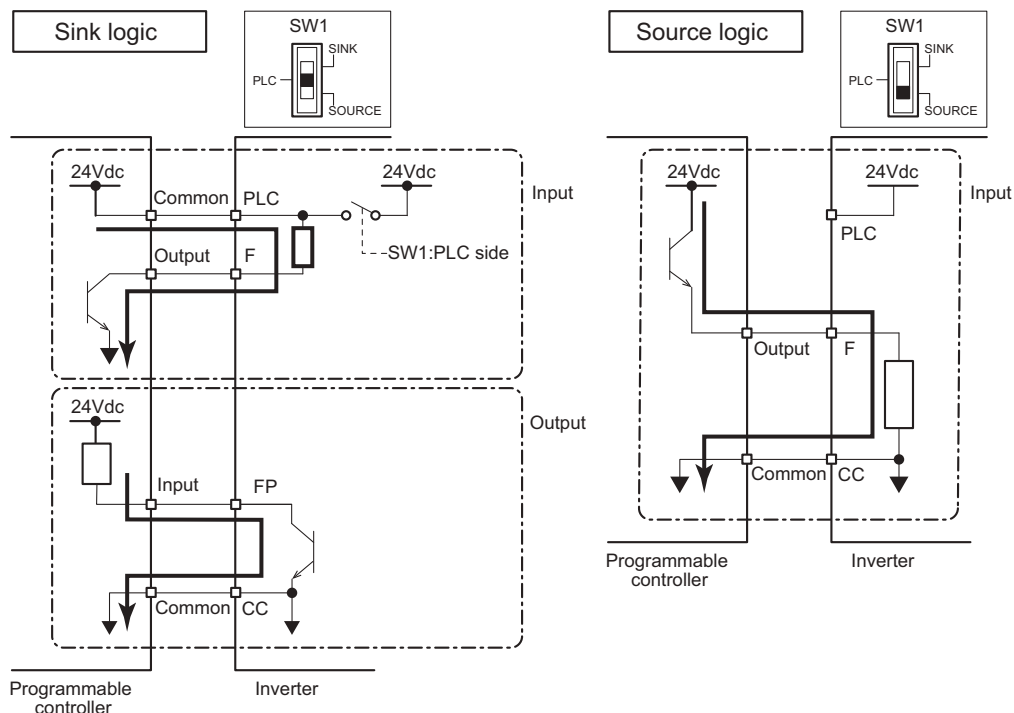 Sink logic
SW1
SINK
PLC
SOURCE
24Vdc
24Vdc
Input
Common
PLC
SW1:PLC side
Output
F
24Vdc
Output
Input
FP
Common
CC
Programmable
controller
Inverter
Source logic
SW1
SINK
PLC
SOURCE
24Vdc
24Vdc
Input
PLC
Output
F
Common
CC
Programmable
controller
Inverter